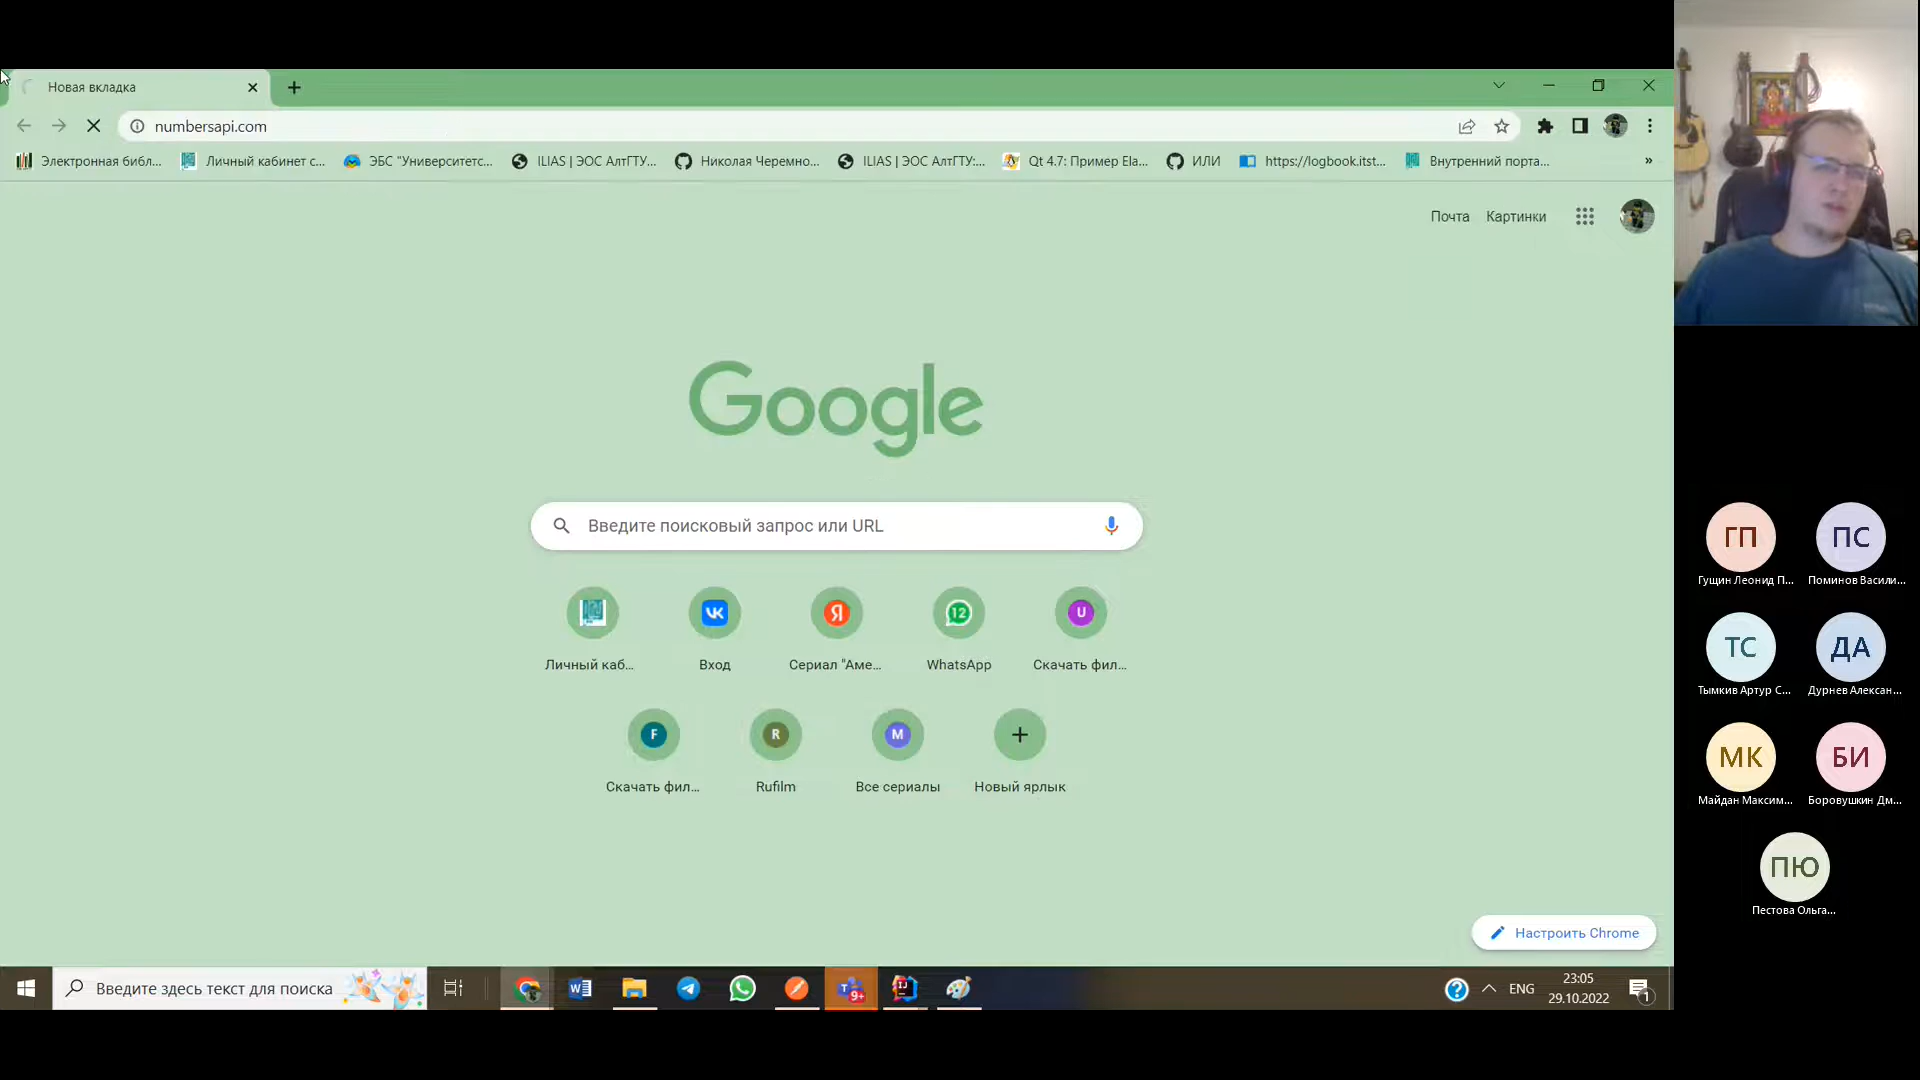 Новая вкладка
numbersapi.com
Электронная библ...
Личный кабинет с...
ЭБС "Университетс...
ILIAS | ЭОС АлтГТУ...
Николая Черемно...
ILIAS | ЭОС АлтГТУ:...
Qt 4.7: Пример Ela...
ИЛИ
https://logbook.itst...
Внутренний порта...
»
Почта
Картинки
Google
Введите поисковый запрос или URL
Личный каб...
Вход
Сериал "Аме...
12
WhatsApp
U
Скачать фил...
F
Скачать фил...
R
Rufilm
M
Все сериалы
Новый ярлык
Настроить Chrome
ГП
Гущин Леонид П...
ПС
Поминов Васили...
ТС
Тымкив Артур С...
ДА
Дурнев Алексан...
МК
Майдан Максим...
БИ
Боровушкин Дм...
ПЮ
Пестова Ольга...
Введите здесь текст для поиска
9+
ENG
23:05
29.10.2022
1